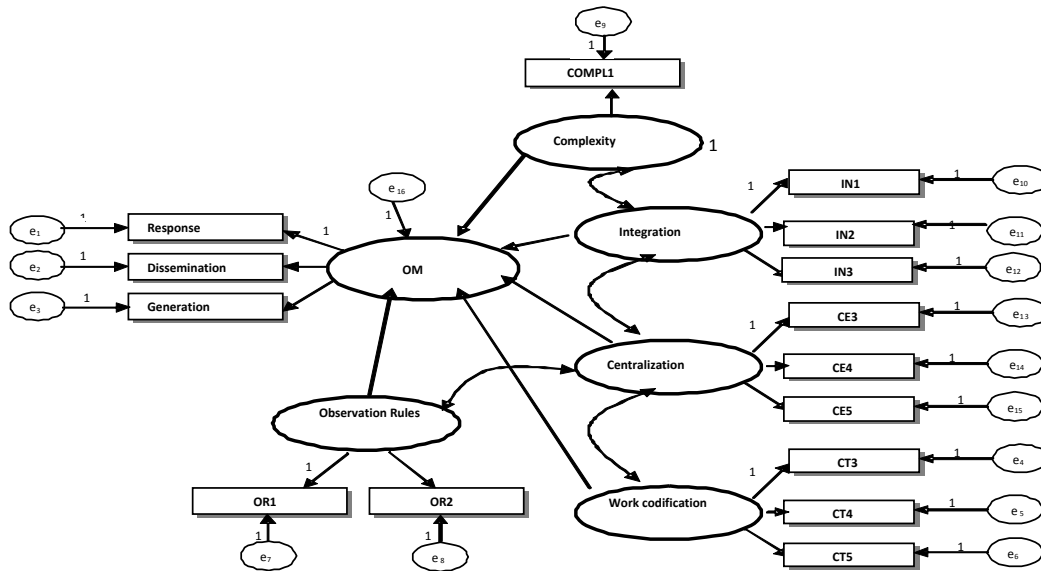 e9
1
COMPL1
Complexity
1
e16
1
1
IN1
1
e10
e1
1
Response
1
Integration
IN2
1
e11
e2
1
Dissemination
OM
IN3
1
e12
e3
1
Generation
1
CE3
1
e13
Centralization
CE4
1
e14
Observation Rules
CE5
1
e15
1
1
CT3
1
e4
OR1
OR2
Work codification
CT4
1
e5
1
1
CT5
1
e6
e7
e8